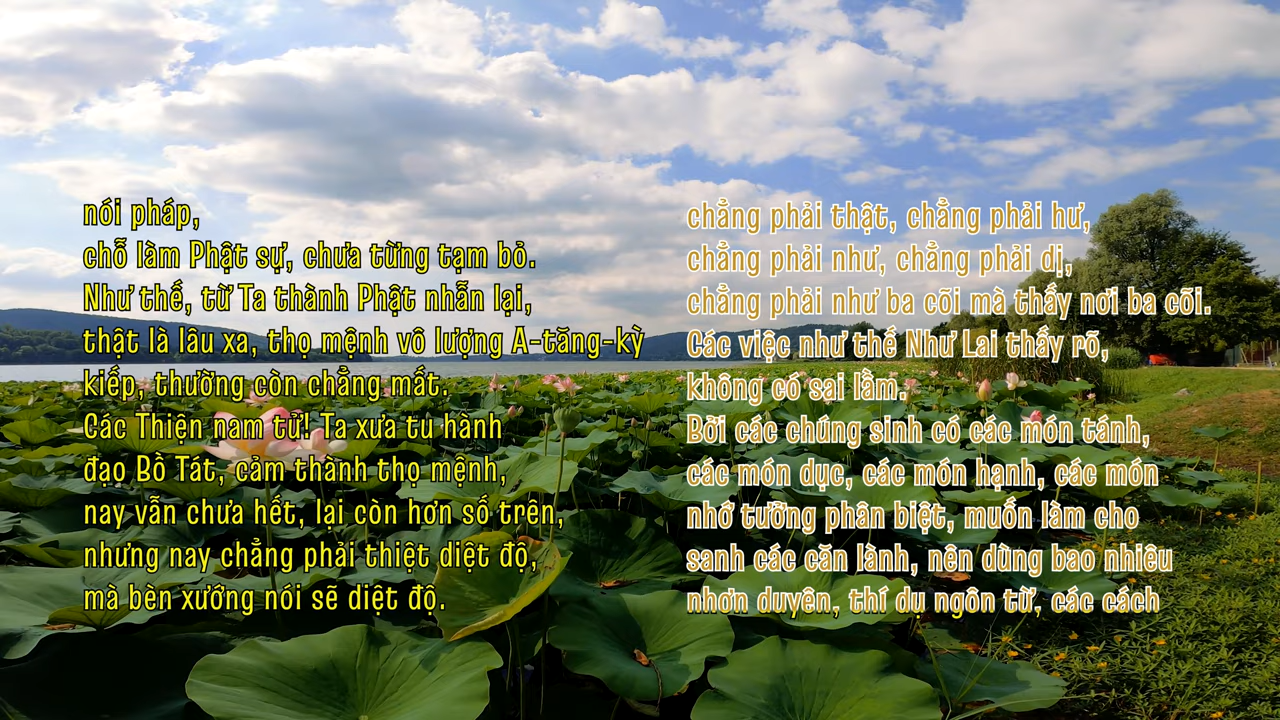 nói pháp,
chỗ làm Phật sự, chưa từng tạm bỏ.
Như thế, từ Ta thành Phật nhẫn lại,
thật là lâu xa, thọ mệnh vô lượng A-tăng-kỳ
kiếp, thường còn chẳng mất.
Các Thiện nam tử! Ta xưa tu hành
đạo Bồ Tát, cảm thành thọ mệnh,
nay vẫn chưa hết, lại còn hơn số trên,
nhưng nay chẳng phải thiệt diệt độ,
mà bèn xướng nói sẽ diệt độ.
chẳng phải thật, chẳng phải hư,
chẳng phải như, chẳng phải dị,
chẳng phải như ba cõi mà thấy nơi ba cõi.
Các việc như thế Như Lai thấy rõ,
không có sại lầm.
Bởi các chúng sinh có các món tánh,
các món dục, các món hạnh, các món
nhớ tưởng phân biệt, muốn làm cho
sanh các căn lành, nên dùng bao nhiêu
nhơn duyên, thí dụ ngôn từ, các cách